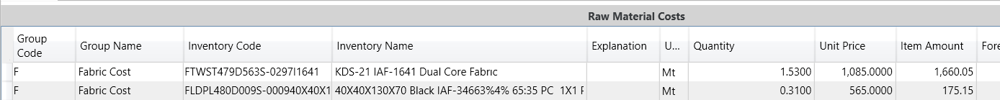 Raw Material Costs
Group Code Group Name Inventory Code Inventory Name Explanation U... Quantity Unit Price Item Amount Fore
F Fabric Cost FTWST479D563S-0297I1641 KDS-21 IAF-1641 Dual Core Fabric Mt 1.5300 1,085.0000 1,660.05
F Fabric Cost FLDPL480D009S-000940X40X1 40X40X130X70 Black IAF-34663%4% 65:35 PC 1X1 Mt 0.3100 565.0000 175.15